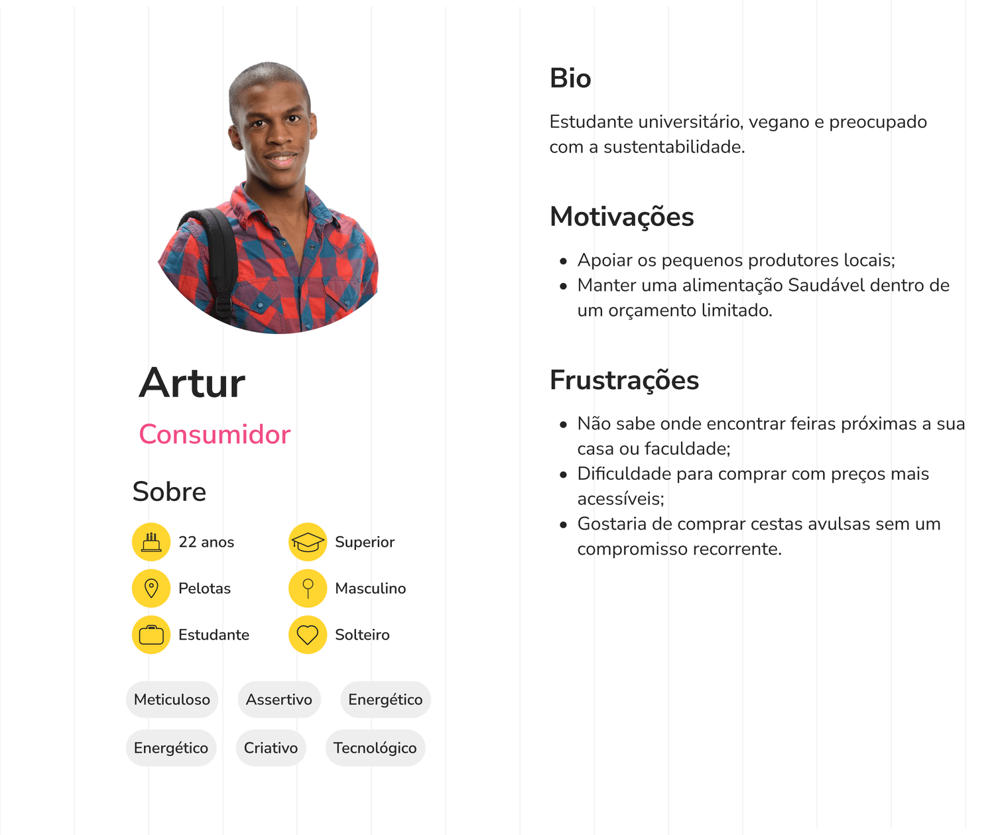 Artur
Consumidor
Sobre
22 anos
Superior
Pelotas
Masculino
Estudante
Solteiro
Meticuloso
Assertivo
Energético
Energético
Criativo
Tecnológico
Bio
Estudante universitário, vegano e preocupado
com a sustentabilidade.
Motivações
• Apoiar os pequenos produtores locais;
• Manter uma alimentação Saudável dentro de
um orçamento limitado.
Frustrações
• Não sabe onde encontrar feiras próximas a sua
casa ou faculdade;
• Dificuldade para comprar com preços mais
acessíveis;
• Gostaria de comprar cestas avulsas sem um
compromisso recorrente.